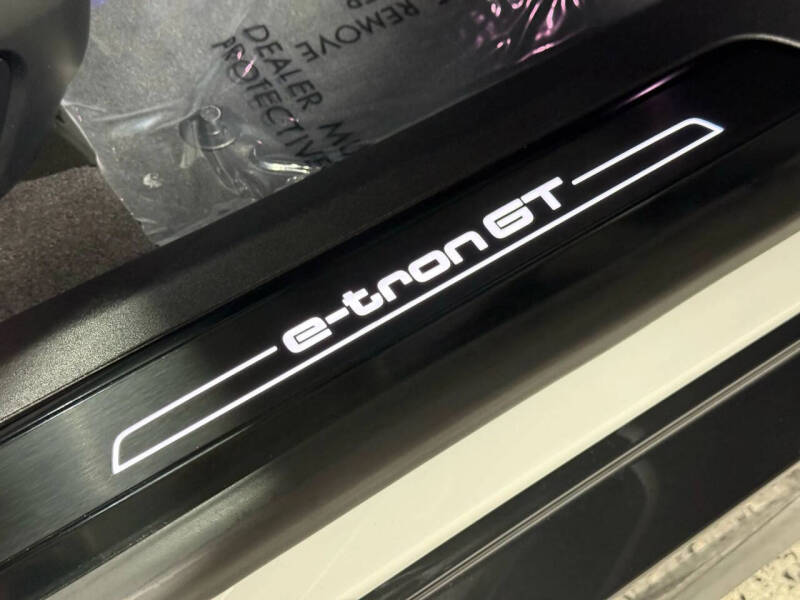 REMOVE
DEALER
PROTECTIVE
e-tron GT